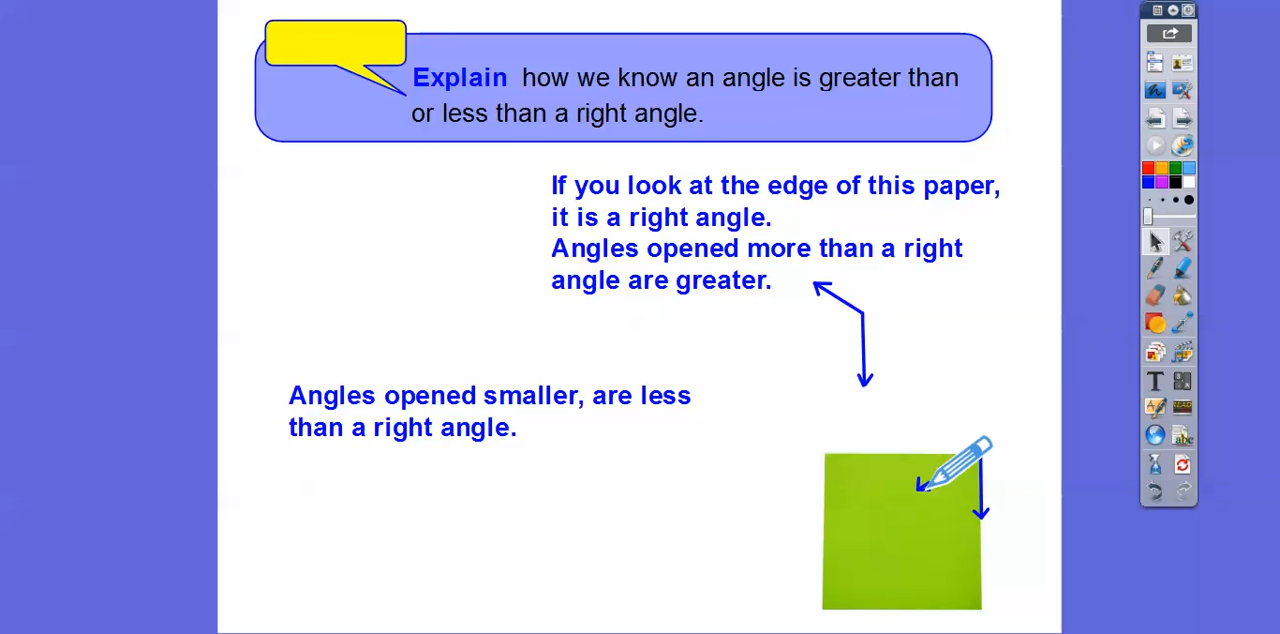 Explain how we know an angle is greater than
or less than a right angle.
If you look at the edge of this paper,
it is a right angle.
Angles opened more than a right
angle are greater.
Angles opened smaller, are less
than a right angle.